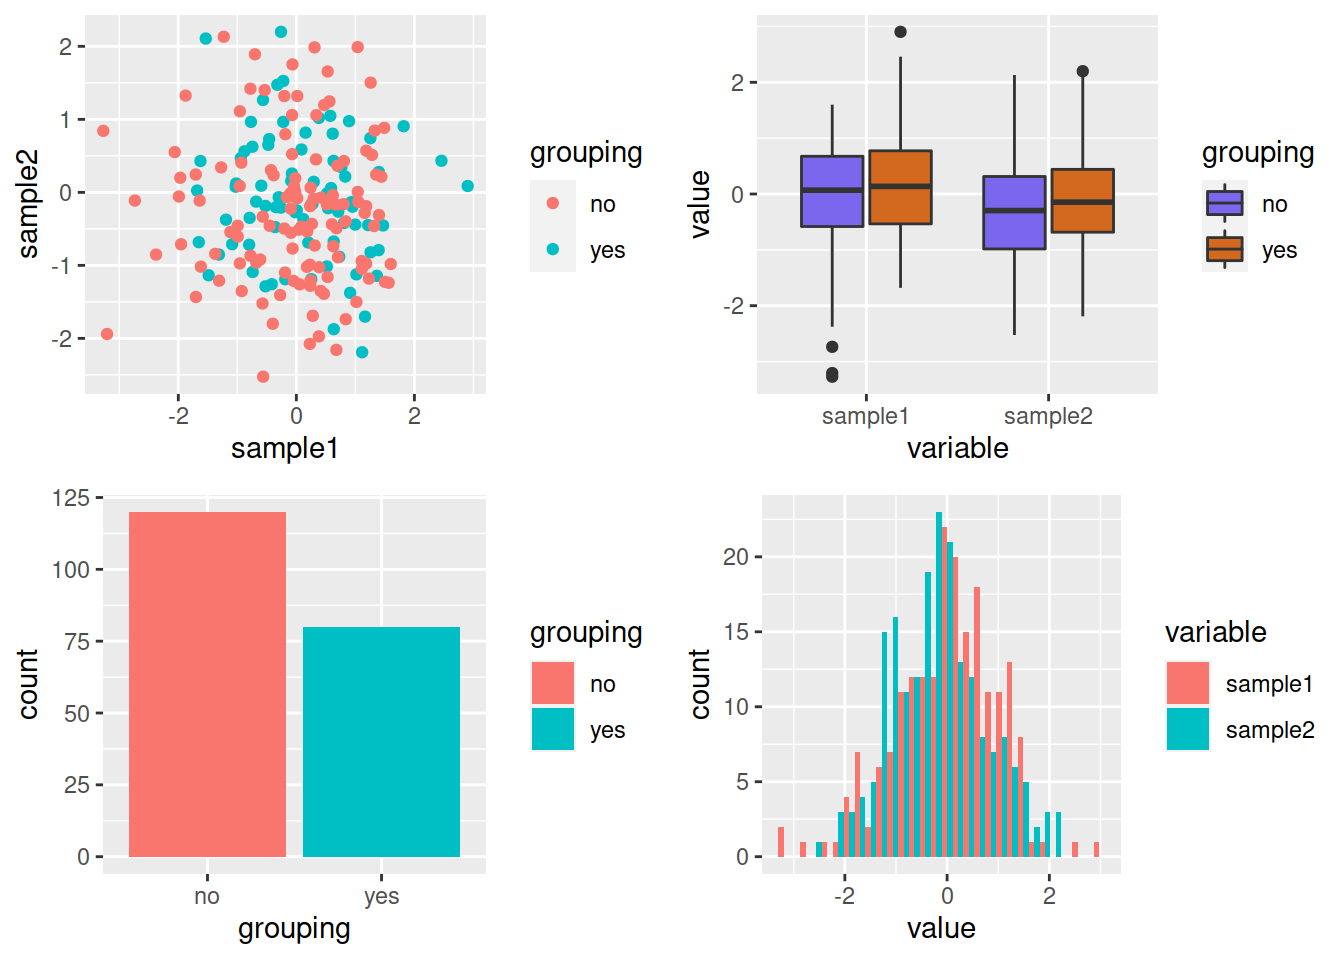 2
1
0
-1
-2
sample2
-2
0
2
sample1
grouping
no
yes
2
0
-2
value
sample1
sample2
variable
grouping
no
yes
125
100
75
50
25
0
count
no
yes
grouping
grouping
no
yes
20
15
10
5
0
count
-2
0
2
value
variable
sample1
sample2